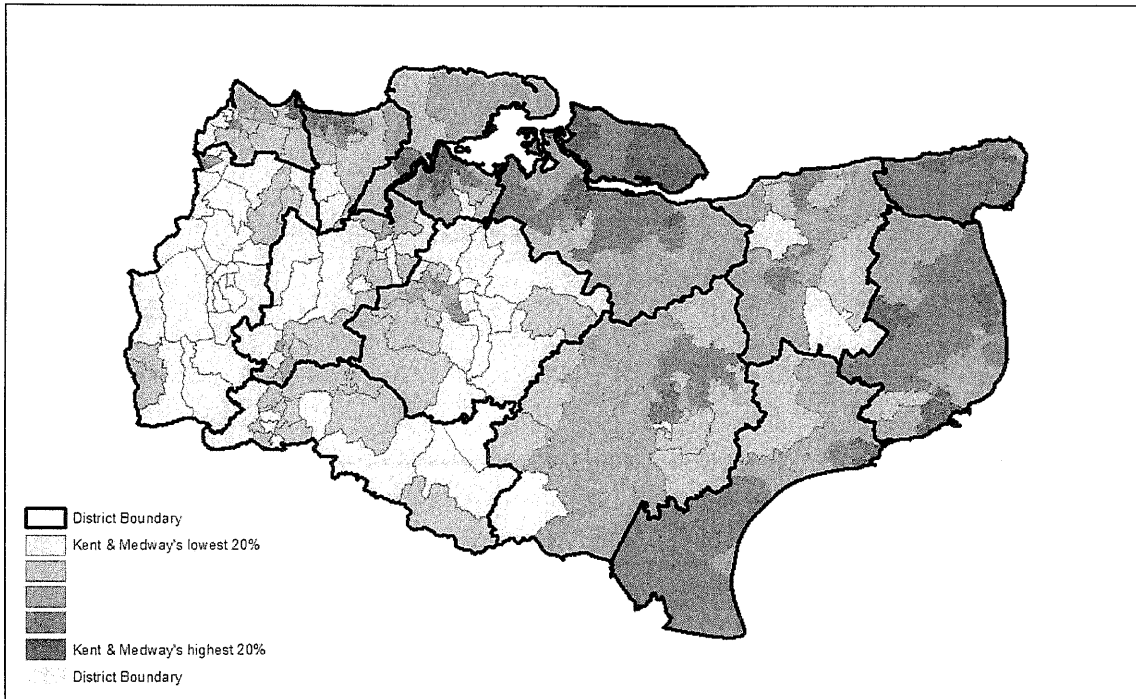 District Boundary
Kent & Medway's lowest 20%
Kent & Medway's highest 20%
District Boundary